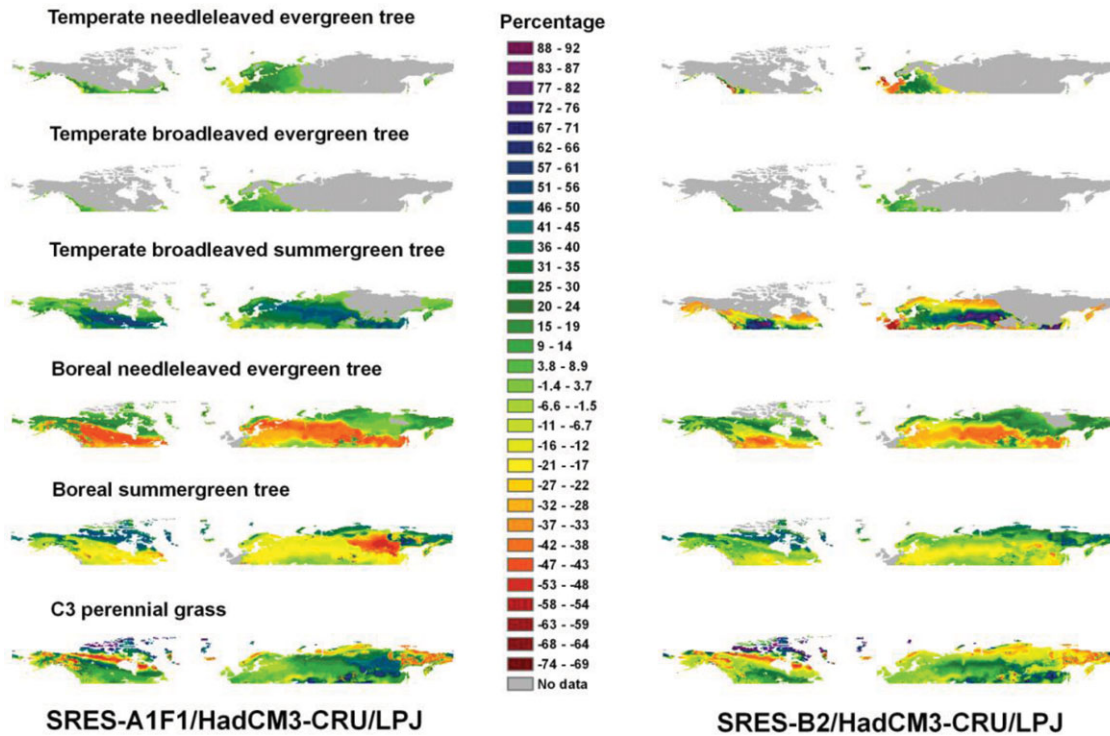 Temperate needleleaved evergreen tree
Temperate broadleaved evergreen tree
Temperate broadleaved summergreen tree
Boreal needleleaved evergreen tree
Boreal summergreen tree
C3 perennial grass
SRES-A1F1/HadCM3-CRU/LPJ
Percentage
88 - 92
83 - 87
77 - 82
72 - 76
67 - 71
62 - 66
57 - 61
51 - 56
46 - 50
41 - 45
36 - 40
31 - 35
25 - 30
20 - 24
15 - 19
9 - 14
3.8 - 8.9
-1.4 - 3.7
-6.6 - -1.5
-11 - -6.7
-16 - -12
-21 - -17
-27 - -22
-32 - -28
-37 - -33
-42 - -38
-47 - -43
-53 - -48
-58 - -54
-63 - -59
-68 - -64
-74 - -69
No data
SRES-B2/HadCM3-CRU/LPJ